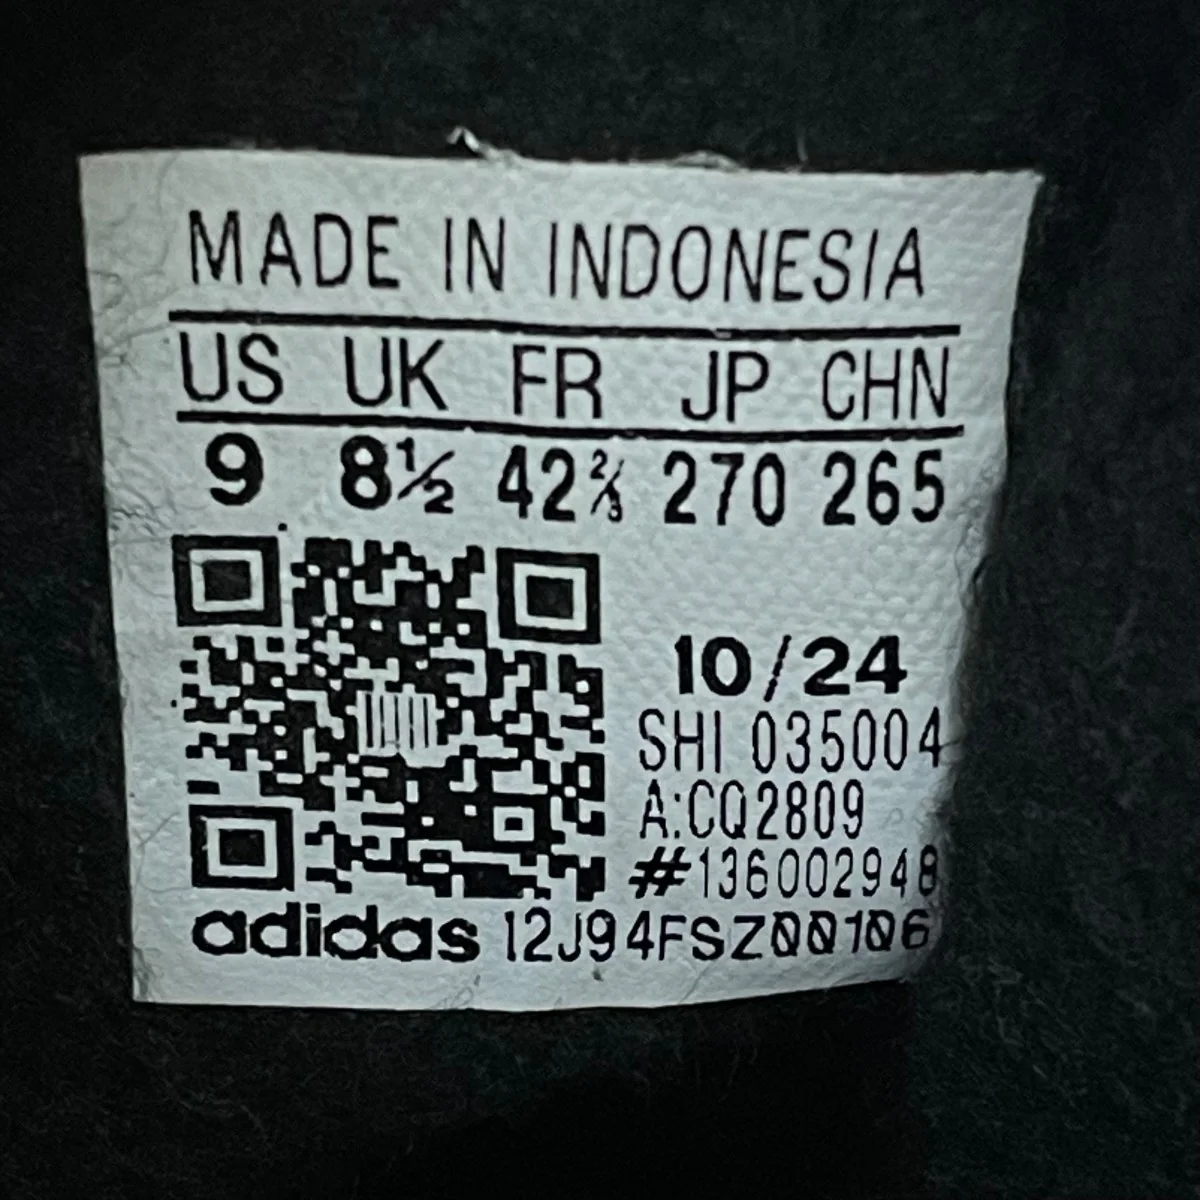 MADE IN INDONESIA
US UK FR JP CHN
9 8½ 42⅔ 270 265
10/24
SHI 035004
A:CQ2809
#136002948
adidas 12J94FSZ00106